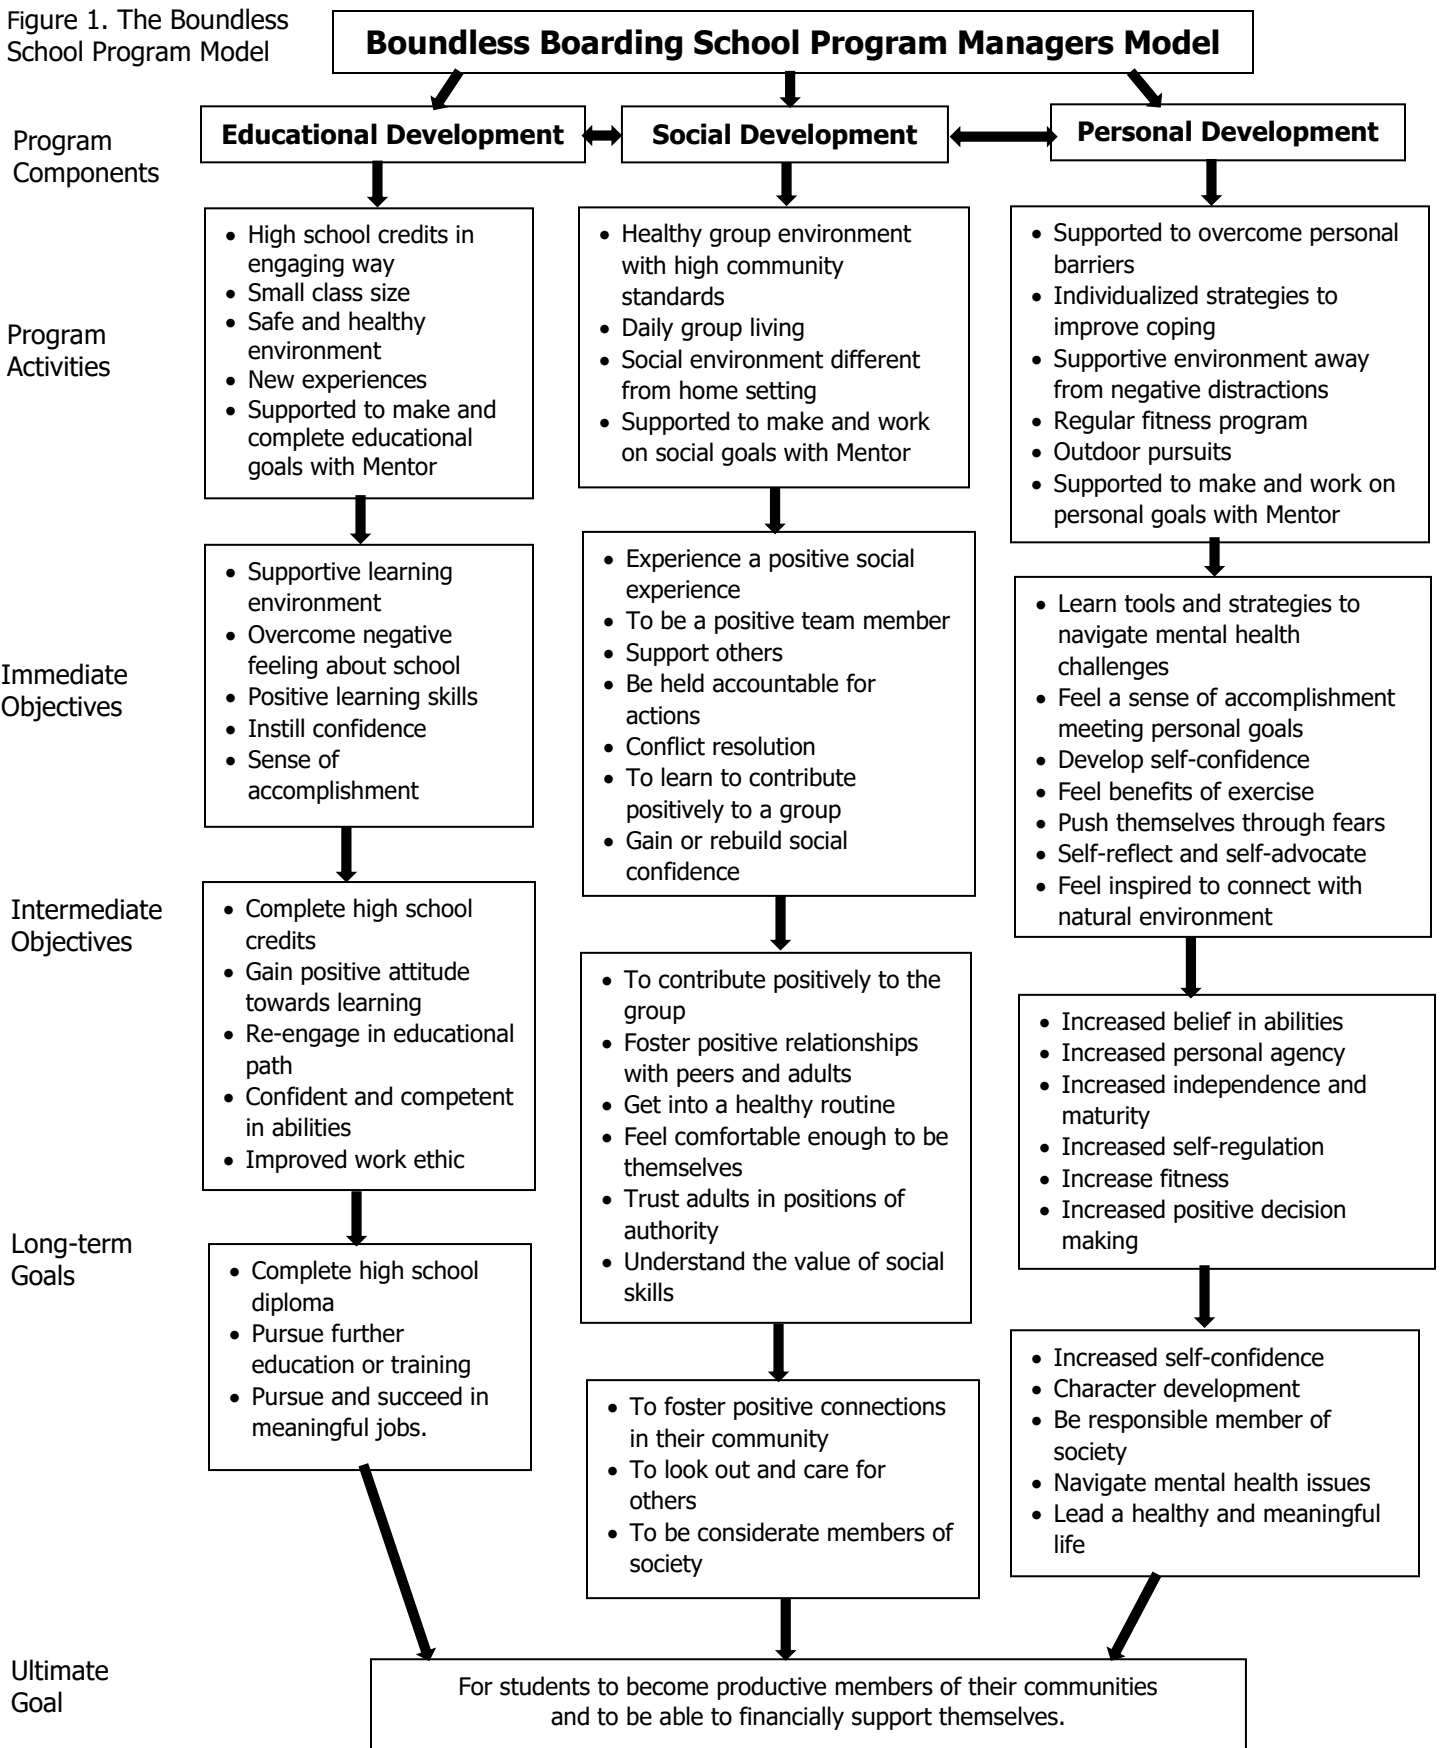 Figure 1. The Boundless
School Program Model
Boundless Boarding School Program Managers Model
Program
Components
Educational Development
Social Development
Personal Development
Program
Activities
• High school credits in
engaging way
• Small class size
• Safe and healthy
environment
• New experiences
• Supported to make and
complete educational
goals with Mentor
• Healthy group environment
with high community
standards
• Daily group living
• Social environment different
from home setting
• Supported to make and work
on social goals with Mentor
• Supported to overcome personal
barriers
• Individualized strategies to
improve coping
• Supportive environment away
from negative distractions
• Regular fitness program
• Outdoor pursuits
• Supported to make and work on
personal goals with Mentor
Immediate
Objectives
• Supportive learning
environment
• Overcome negative
feeling about school
• Positive learning skills
• Instill confidence
• Sense of
accomplishment
• Experience a positive social
experience
• To be a positive team member
• Support others
• Be held accountable for
actions
• Conflict resolution
• To learn to contribute
positively to a group
• Gain or rebuild social
confidence
• Learn tools and strategies to
navigate mental health
challenges
• Feel a sense of accomplishment
meeting personal goals
• Develop self-confidence
• Feel benefits of exercise
• Push themselves through fears
• Self-reflect and self-advocate
• Feel inspired to connect with
natural environment
Intermediate
Objectives
• Complete high school
credits
• Gain positive attitude
towards learning
• Re-engage in educational
path
• Confident and competent
in abilities
• Improved work ethic
• To contribute positively to the
group
• Foster positive relationships
with peers and adults
• Get into a healthy routine
• Feel comfortable enough to be
themselves
• Trust adults in positions of
authority
• Understand the value of social
skills
• Increased belief in abilities
• Increased personal agency
• Increased independence and
maturity
• Increased self-regulation
• Increase fitness
• Increased positive decision
making
Long-term
Goals
• Complete high school
diploma
• Pursue further
education or training
• Pursue and succeed in
meaningful jobs.
• To foster positive connections
in their community
• To look out and care for
others
• To be considerate members of
society
• Increased self-confidence
• Character development
• Be responsible member of
society
• Navigate mental health issues
• Lead a healthy and meaningful
life
Ultimate
Goal
For students to become productive members of their communities
and to be able to financially support themselves.